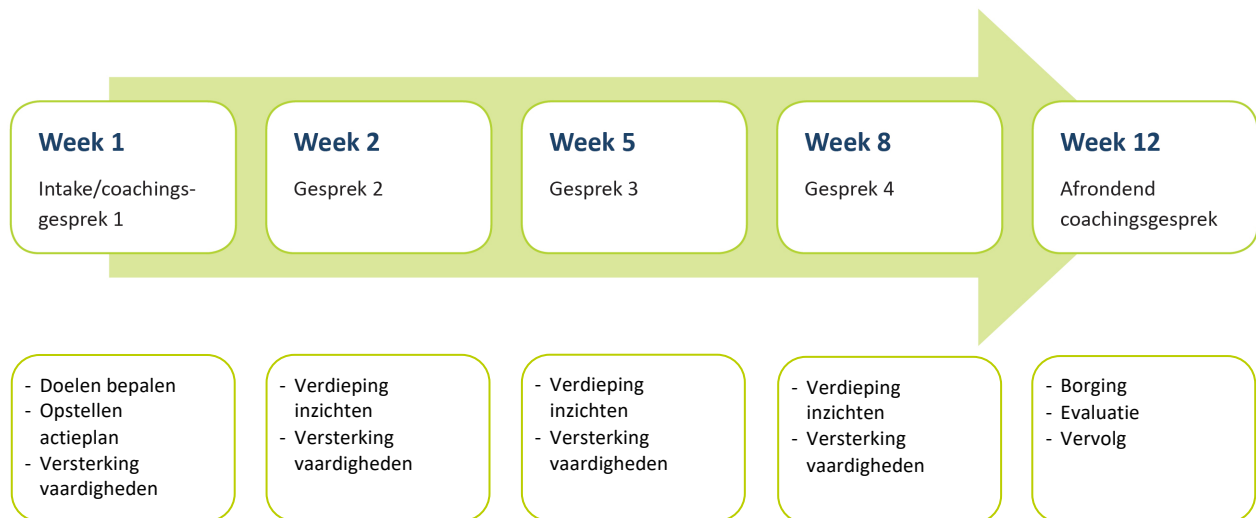 Week 1
Intake/coachings-
gesprek 1
Week 2
Gesprek 2
Week 5
Gesprek 3
Week 8
Gesprek 4
Week 12
Afrondend
coachingsgesprek
- Doelen bepalen
- Opstellen
actieplan
- Versterking
vaardigheden
- Verdieping
inzichten
- Versterking
vaardigheden
- Verdieping
inzichten
- Versterking
vaardigheden
- Verdieping
inzichten
- Versterking
vaardigheden
- Borging
- Evaluatie
- Vervolg